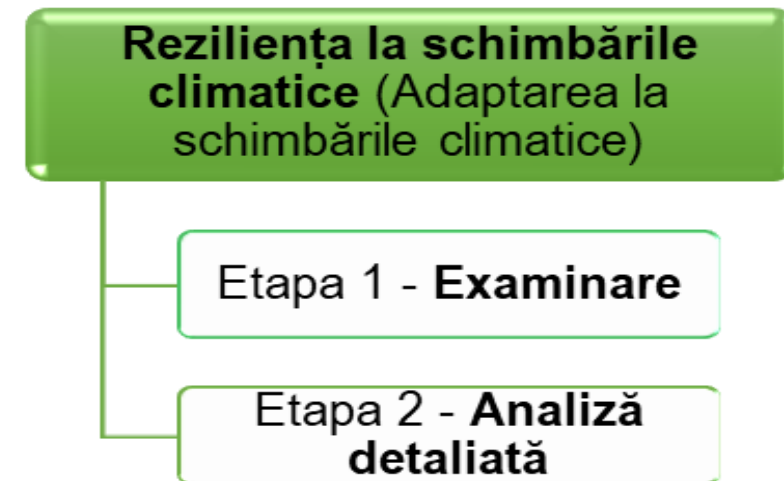 Reziliența la schimbările
climatice (Adaptarea la
schimbările climatice)
Etapa 1 - Examinare
Etapa 2 - Analiză
detaliată